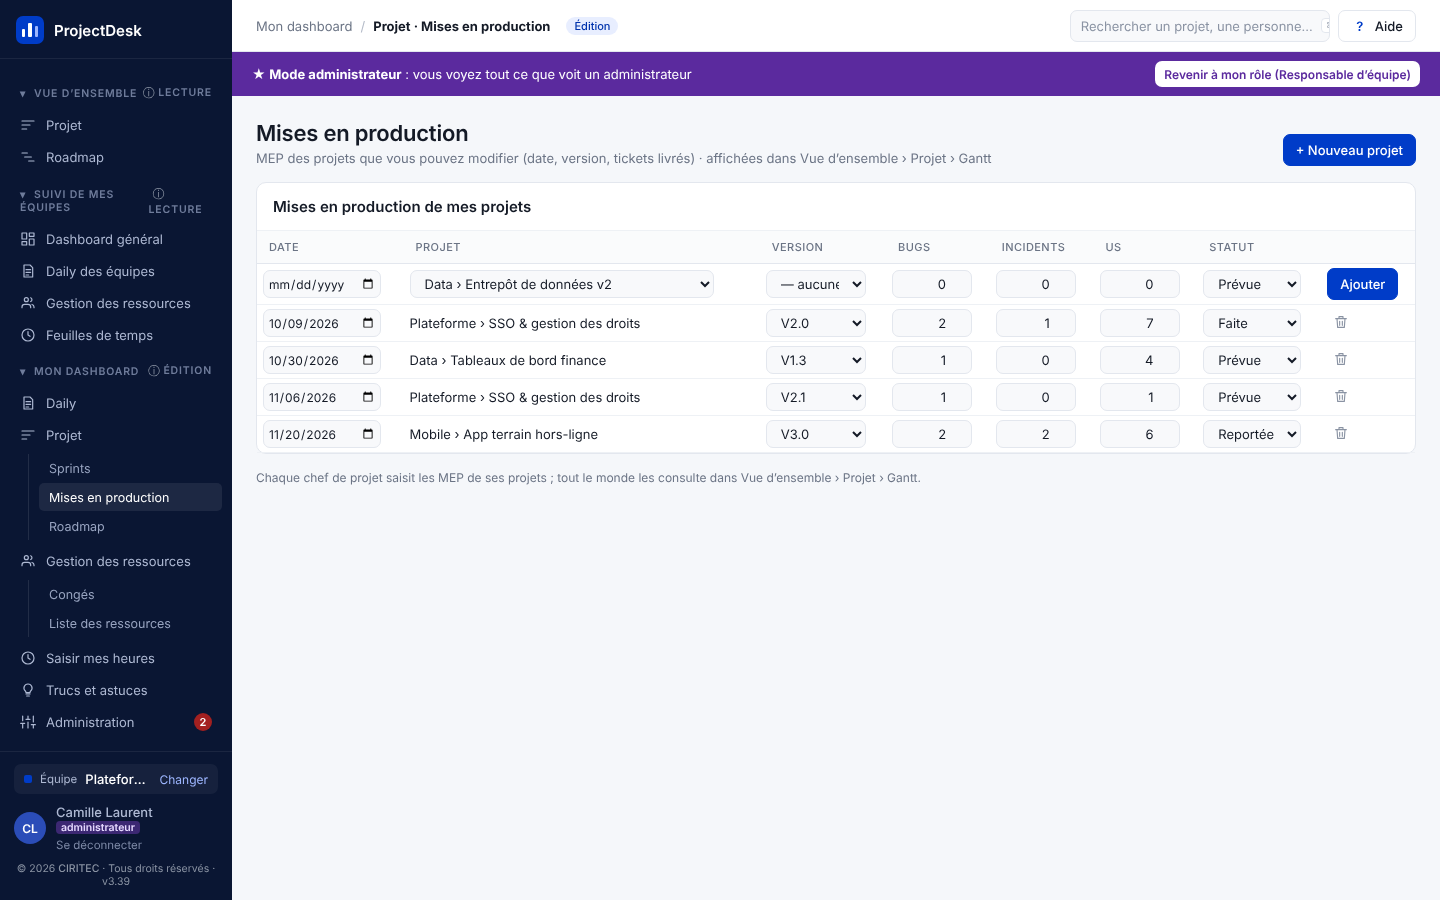 ProjectDesk
▾ VUE D'ENSEMBLE ⓘ LECTURE
Projet
Roadmap
▾ SUIVI DE MES ÉQUIPES ⓘ LECTURE
Dashboard général
Daily des équipes
Gestion des ressources
Feuilles de temps
▾ MON DASHBOARD ⓘ ÉDITION
Daily
Projet
Sprints
Mises en production
Roadmap
Gestion des ressources
Congés
Liste des ressources
Saisir mes heures
Trucs et astuces
Administration 2
Équipe Platefor... Changer
CL
Camille Laurent
administrateur
Se déconnecter
© 2026 CIRITEC · Tous droits réservés ·
v3.39
Mon dashboard / Projet · Mises en production Édition
Rechercher un projet, une personne...
? Aide
★ Mode administrateur : vous voyez tout ce que voit un administrateur
Revenir à mon rôle (Responsable d'équipe)
Mises en production
MEP des projets que vous pouvez modifier (date, version, tickets livrés) · affichées dans Vue d'ensemble › Projet › Gantt
+ Nouveau projet
Mises en production de mes projets
DATE PROJET VERSION BUGS INCIDENTS US STATUT
mm/dd/yyyy Data › Entrepôt de données v2 — aucune 0 0 0 Prévue Ajouter
10/09/2026 Plateforme › SSO & gestion des droits V2.0 2 1 7 Faite
10/30/2026 Data › Tableaux de bord finance V1.3 1 0 4 Prévue
11/06/2026 Plateforme › SSO & gestion des droits V2.1 1 0 1 Prévue
11/20/2026 Mobile › App terrain hors-ligne V3.0 2 2 6 Reportée
Chaque chef de projet saisit les MEP de ses projets ; tout le monde les consulte dans Vue d'ensemble › Projet › Gantt.